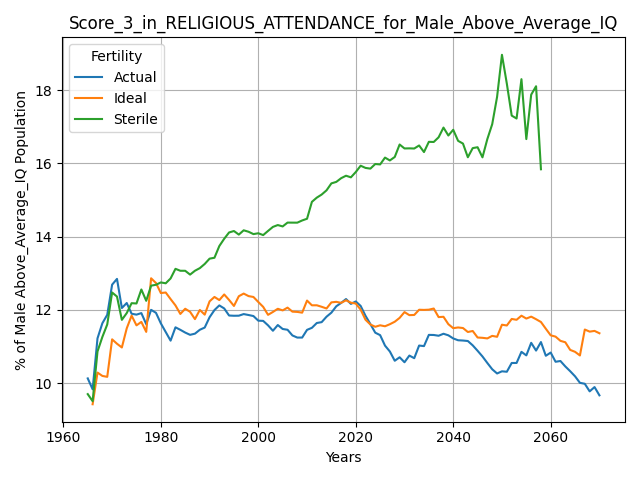 Score_3_in_RELIGIOUS_ATTENDANCE_for_Male_Above_Average_IQ
Fertility
Actual
Ideal
Sterile
% of Male Above_Average_IQ Population
18
16
14
12
10
1960
1980
2000
2020
2040
2060
Years